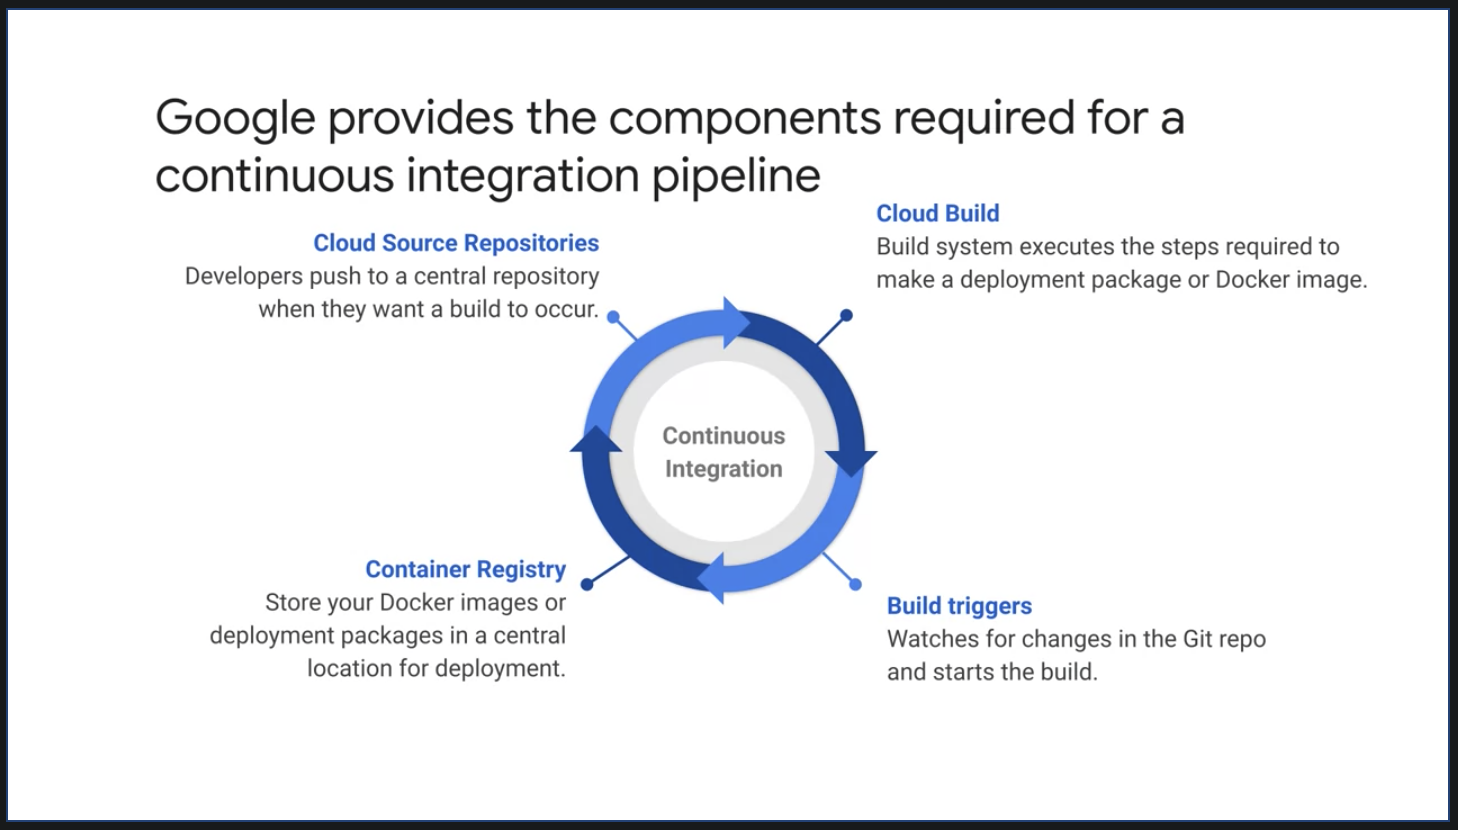 Google provides the components required for a
continuous integration pipeline
Cloud Source Repositories
Developers push to a central repository
when they want a build to occur.
Cloud Build
Build system executes the steps required to
make a deployment package or Docker image.
Continuous
Integration
Container Registry
Store your Docker images or
deployment packages in a central
location for deployment.
Build triggers
Watches for changes in the Git repo
and starts the build.